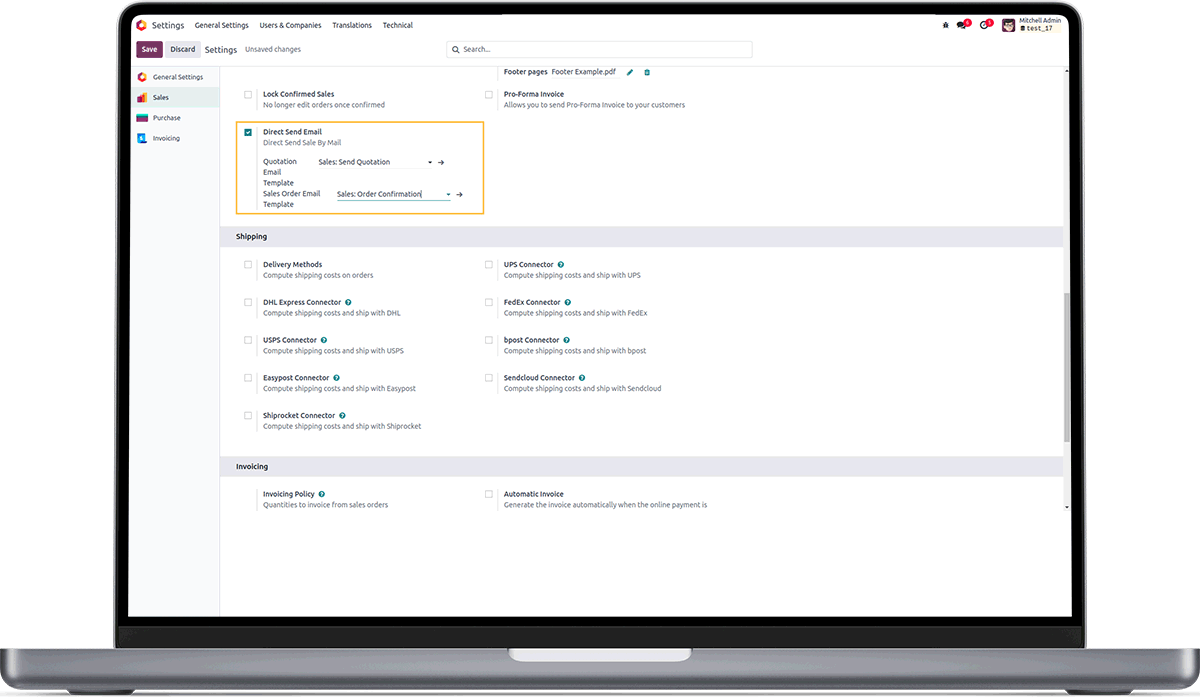 Settings General Settings Users & Companies Translations Technical
6
5
Mitchell Admin
test_17
Save Discard Settings Unsaved changes
Search...
General Settings
Sales
Purchase
Invoicing
Footer pages Footer Example.pdf
Lock Confirmed Sales
No longer edit orders once confirmed
Pro-Forma Invoice
Allows you to send Pro-Forma Invoice to your customers
Direct Send Email
Direct Send Sale By Mail
Quotation Sales: Send Quotation
Email
Template
Sales Order Email Sales: Order Confirmation
Template
Shipping
Delivery Methods
Compute shipping costs on orders
UPS Connector ?
Compute shipping costs and ship with UPS
DHL Express Connector ?
Compute shipping costs and ship with DHL
FedEx Connector ?
Compute shipping costs and ship with FedEx
USPS Connector ?
Compute shipping costs and ship with USPS
bpost Connector ?
Compute shipping costs and ship with bpost
Easypost Connector ?
Compute shipping costs and ship with Easypost
Sendcloud Connector ?
Compute shipping costs and ship with Sendcloud
Shiprocket Connector ?
Compute shipping costs and ship with Shiprocket
Invoicing
Invoicing Policy ?
Quantities to invoice from sales orders
Automatic Invoice
Generate the invoice automatically when the online payment is